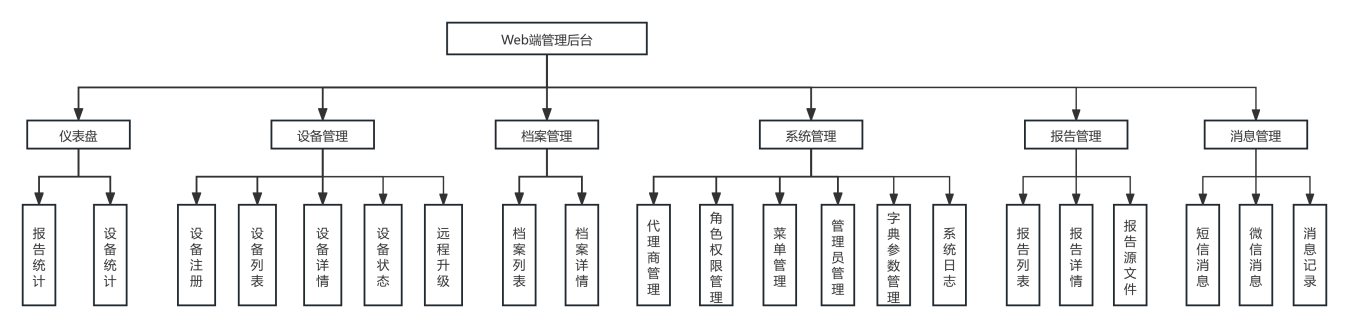 Web端管理后台
仪表盘
设备管理
档案管理
系统管理
报告管理
消息管理
报告统计
设备统计
设备注册
设备列表
设备详情
设备状态
远程升级
档案列表
档案详情
代理商管理
角色权限管理
菜单管理
管理员管理
字典参数管理
系统日志
报告列表
报告详情
报告源文件
短信消息
微信消息
消息记录